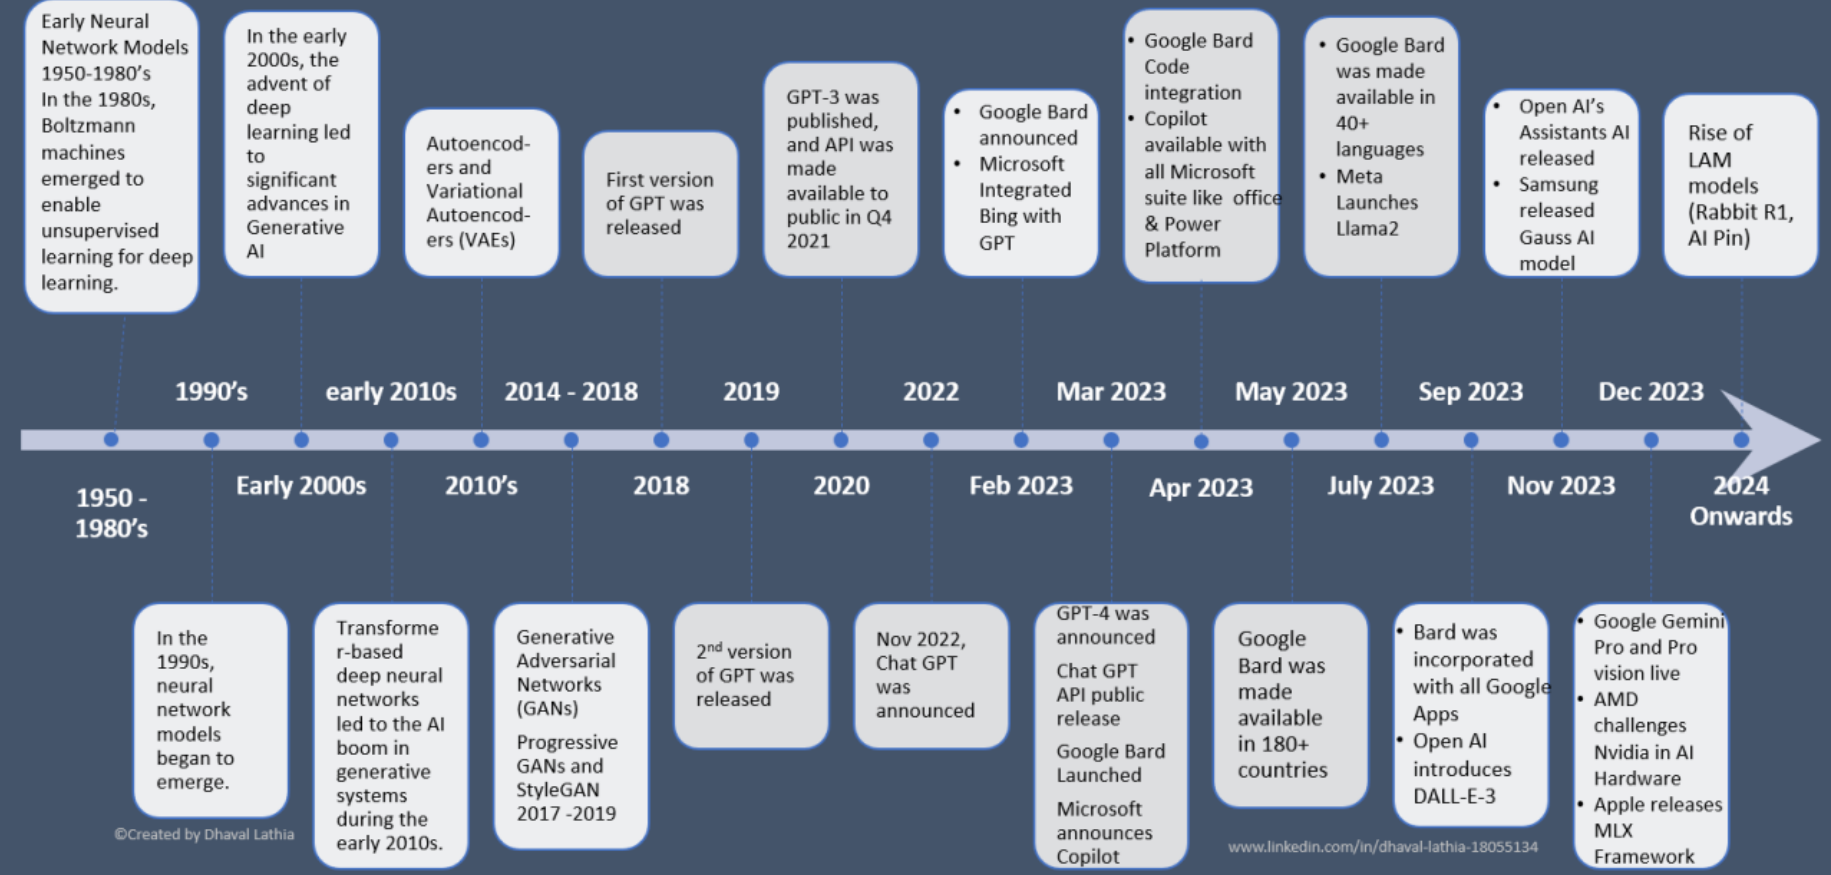 Early Neural
Network Models
1950-1980’s
In the 1980s,
Boltzmann
machines
emerged to
enable
unsupervised
learning for deep
learning.
In the early
2000s, the
advent of
deep
learning led
to
significant
advances in
Generative
AI
Autoencod-
ers and
Variational
Autoencod-
ers (VAEs)
First version
of GPT was
released
GPT-3 was
published,
and API was
made
available to
public in Q4
2021
• Google Bard
announced
• Microsoft
Integrated
Bing with
GPT
• Google Bard
Code
integration
• Copilot
available with
all Microsoft
suite like office
& Power
Platform
• Google Bard
was made
available in
40+
languages
• Meta
Launches
Llama2
• Open AI’s
Assistants AI
released
• Samsung
released
Gauss AI
model
Rise of
LAM
models
(Rabbit R1,
AI Pin)
1990’s
early 2010s
2014 - 2018
2019
2022
Mar 2023
May 2023
Sep 2023
Dec 2023
1950 -
1980’s
Early 2000s
2010’s
2018
2020
Feb 2023
Apr 2023
July 2023
Nov 2023
2024
Onwards
In the
1990s,
neural
network
models
began to
emerge.
Transforme
r-based
deep neural
networks
led to the AI
boom in
generative
systems
during the
early 2010s.
Generative
Adversarial
Networks
(GANs)
Progressive
GANs and
StyleGAN
2017 -2019
2nd version
of GPT was
released
Nov 2022,
Chat GPT
was
announced
GPT-4 was
announced
Chat GPT
API public
release
Google Bard
Launched
Microsoft
announces
Copilot
Google
Bard was
made
available
in 180+
countries
• Bard was
incorporated
with all Google
Apps
• Open AI
introduces
DALL-E-3
• Google Gemini
Pro and Pro
vision live
• AMD
challenges
Nvidia in AI
Hardware
• Apple releases
MLX
Framework
©Created by Dhaval Lathia
www.linkedin.com/in/dhaval-lathia-18055134